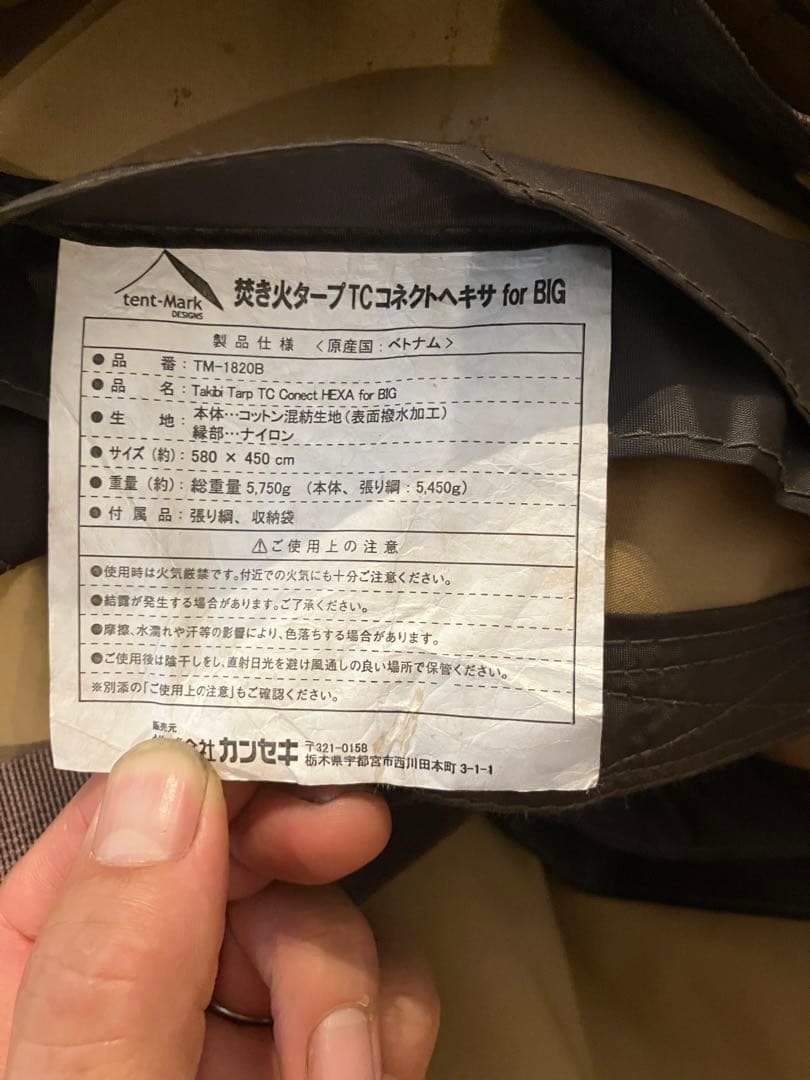 tent-Mark
DESIGNS
焚き火タープTCコネクトヘキサ for BIG
製品仕様 <原産国:ベトナム>
●品番:TM-1820B
●品名:Takibi Tarp TC Conect HEXA for BIG
●生地:本体…コットン混紡生地(表面撥水加工)
縁部…ナイロン
●サイズ(約):580 × 450 cm
●重量(約):総重量 5,750g (本体、張り綱:5,450g)
●付属品:張り綱、収納袋
⚠ご使用上の注意
●使用時は火気厳禁です。付近での火気にも十分ご注意ください。
●結露が発生する場合があります。ご了承ください。
●摩擦、水濡れや汗等の影響により、色落ちする場合があります。
●ご使用後は陰干しをし、直射日光を避け風通しの良い場所で保管ください。
※別添の「ご使用上の注意」もご確認ください。
販売元
会社カンセキ
〒321-0158
栃木県宇都宮市西川田本町 3-1-1